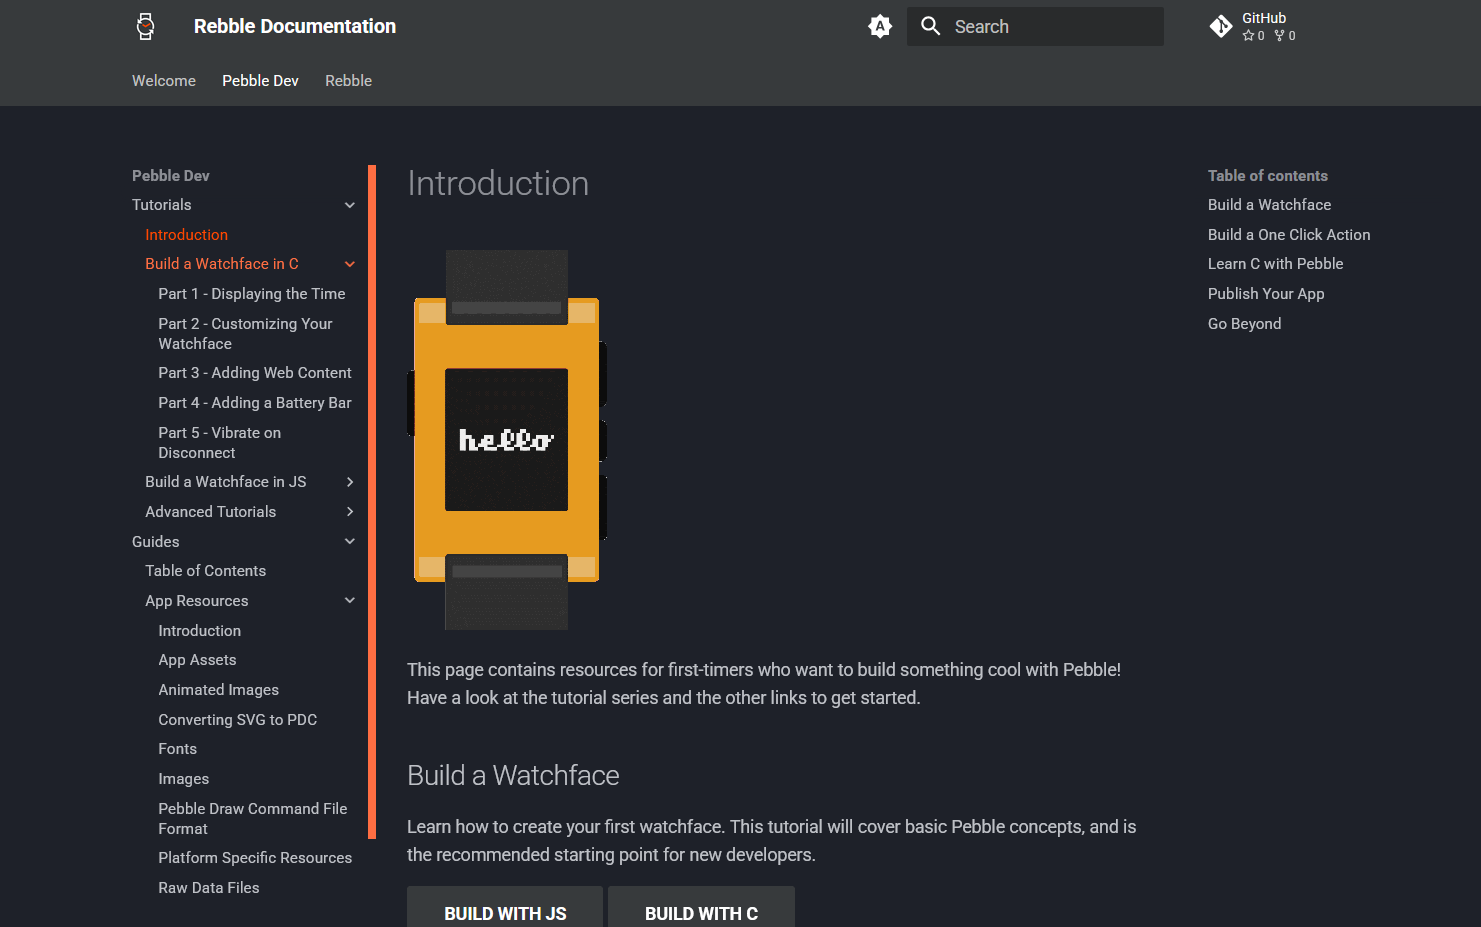 Rebble Documentation
A
Search
GitHub
0 0
Welcome Pebble Dev Rebble
Pebble Dev
Tutorials
Introduction
Build a Watchface in C
Part 1 - Displaying the Time
Part 2 - Customizing Your
Watchface
Part 3 - Adding Web Content
Part 4 - Adding a Battery Bar
Part 5 - Vibrate on
Disconnect
Build a Watchface in JS
Advanced Tutorials
Guides
Table of Contents
App Resources
Introduction
App Assets
Animated Images
Converting SVG to PDC
Fonts
Images
Pebble Draw Command File
Format
Platform Specific Resources
Raw Data Files
Introduction
hello
This page contains resources for first-timers who want to build something cool with Pebble!
Have a look at the tutorial series and the other links to get started.
Build a Watchface
Learn how to create your first watchface. This tutorial will cover basic Pebble concepts, and is
the recommended starting point for new developers.
BUILD WITH JS BUILD WITH C
Table of contents
Build a Watchface
Build a One Click Action
Learn C with Pebble
Publish Your App
Go Beyond